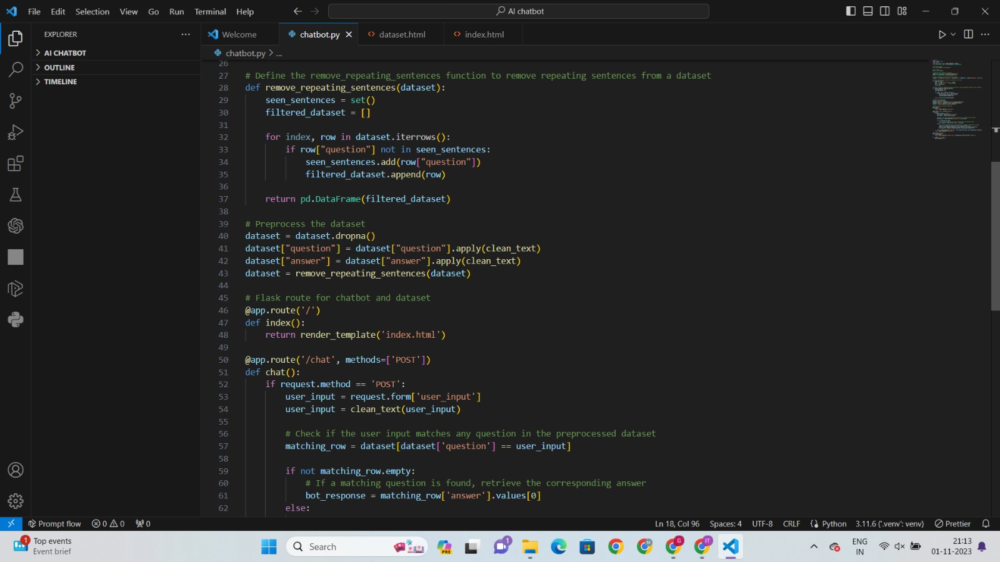 File Edit Selection View Go Run Terminal Help
AI chatbot
EXPLORER
AI CHATBOT
OUTLINE
TIMELINE
Welcome chatbot.py dataset.html index.html
chatbot.py > ...
26
27 # Define the remove_repeating_sentences function to remove repeating sentences from a dataset
28 def remove_repeating_sentences(dataset):
29 seen_sentences = set()
30 filtered_dataset = []
31
32 for index, row in dataset.iterrows():
33 if row["question"] not in seen_sentences:
34 seen_sentences.add(row["question"])
35 filtered_dataset.append(row)
36
37 return pd.DataFrame(filtered_dataset)
38
39 # Preprocess the dataset
40 dataset = dataset.dropna()
41 dataset["question"] = dataset["question"].apply(clean_text)
42 dataset["answer"] = dataset["answer"].apply(clean_text)
43 dataset = remove_repeating_sentences(dataset)
44
45 # Flask route for chatbot and dataset
46 @app.route('/')
47 def index():
48 return render_template('index.html')
49
50 @app.route('/chat', methods=['POST'])
51 def chat():
52 if request.method == 'POST':
53 user_input = request.form['user_input']
54 user_input = clean_text(user_input)
55
56 # Check if the user input matches any question in the preprocessed dataset
57 matching_row = dataset[dataset['question'] == user_input]
58
59 if not matching_row.empty:
60 # If a matching question is found, retrieve the corresponding answer
61 bot_response = matching_row['answer'].values[0]
62 else:
Prompt flow 0 0 0 Ln 18, Col 96 Spaces: 4 UTF-8 CRLF Python 3.11.6 ('.venv': venv) Prettier
1 Top events
Event brief
Search
PRE
1
M
G
IT
ENG
IN
21:13
01-11-2023